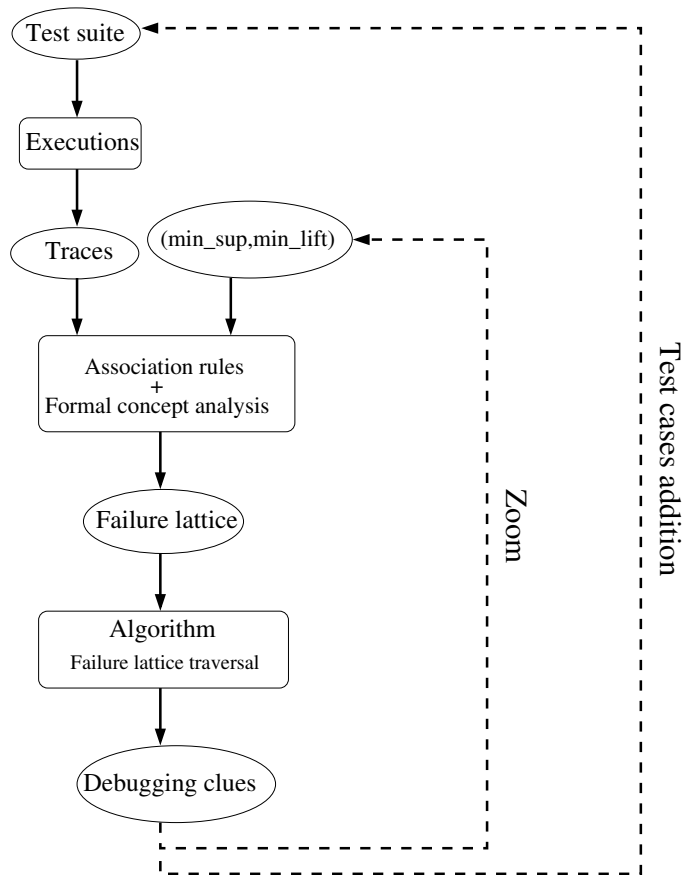 Test suite
Executions
Traces
(min_sup,min_lift)
Association rules
+
Formal concept analysis
Failure lattice
Algorithm
Failure lattice traversal
Debugging clues
Zoom
Test cases addition